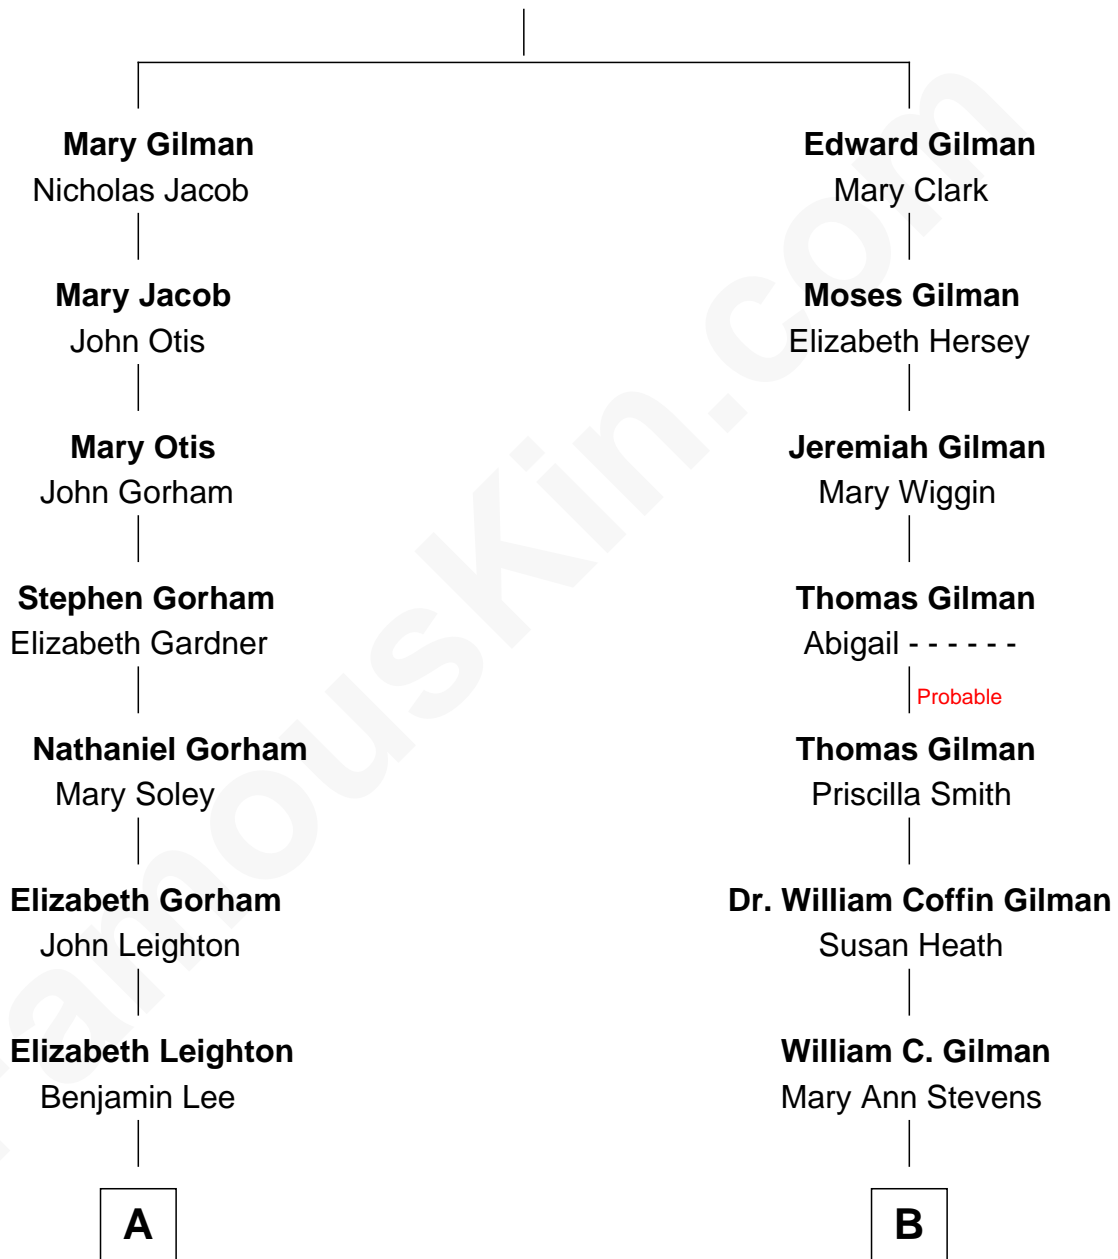 Mary Gilman
Nicholas Jacob
Edward Gilman
Mary Clark
Mary Jacob
John Otis
Moses Gilman
Elizabeth Hersey
Mary Otis
John Gorham
Jeremiah Gilman
Mary Wiggin
Stephen Gorham
Elizabeth Gardner
Thomas Gilman
Abigail - - - - - -
Probable
Nathaniel Gorham
Mary Soley
Thomas Gilman
Priscilla Smith
Elizabeth Gorham
John Leighton
Dr. William Coffin Gilman
Susan Heath
Elizabeth Leighton
Benjamin Lee
William C. Gilman
Mary Ann Stevens
A
B
FamousKin.com